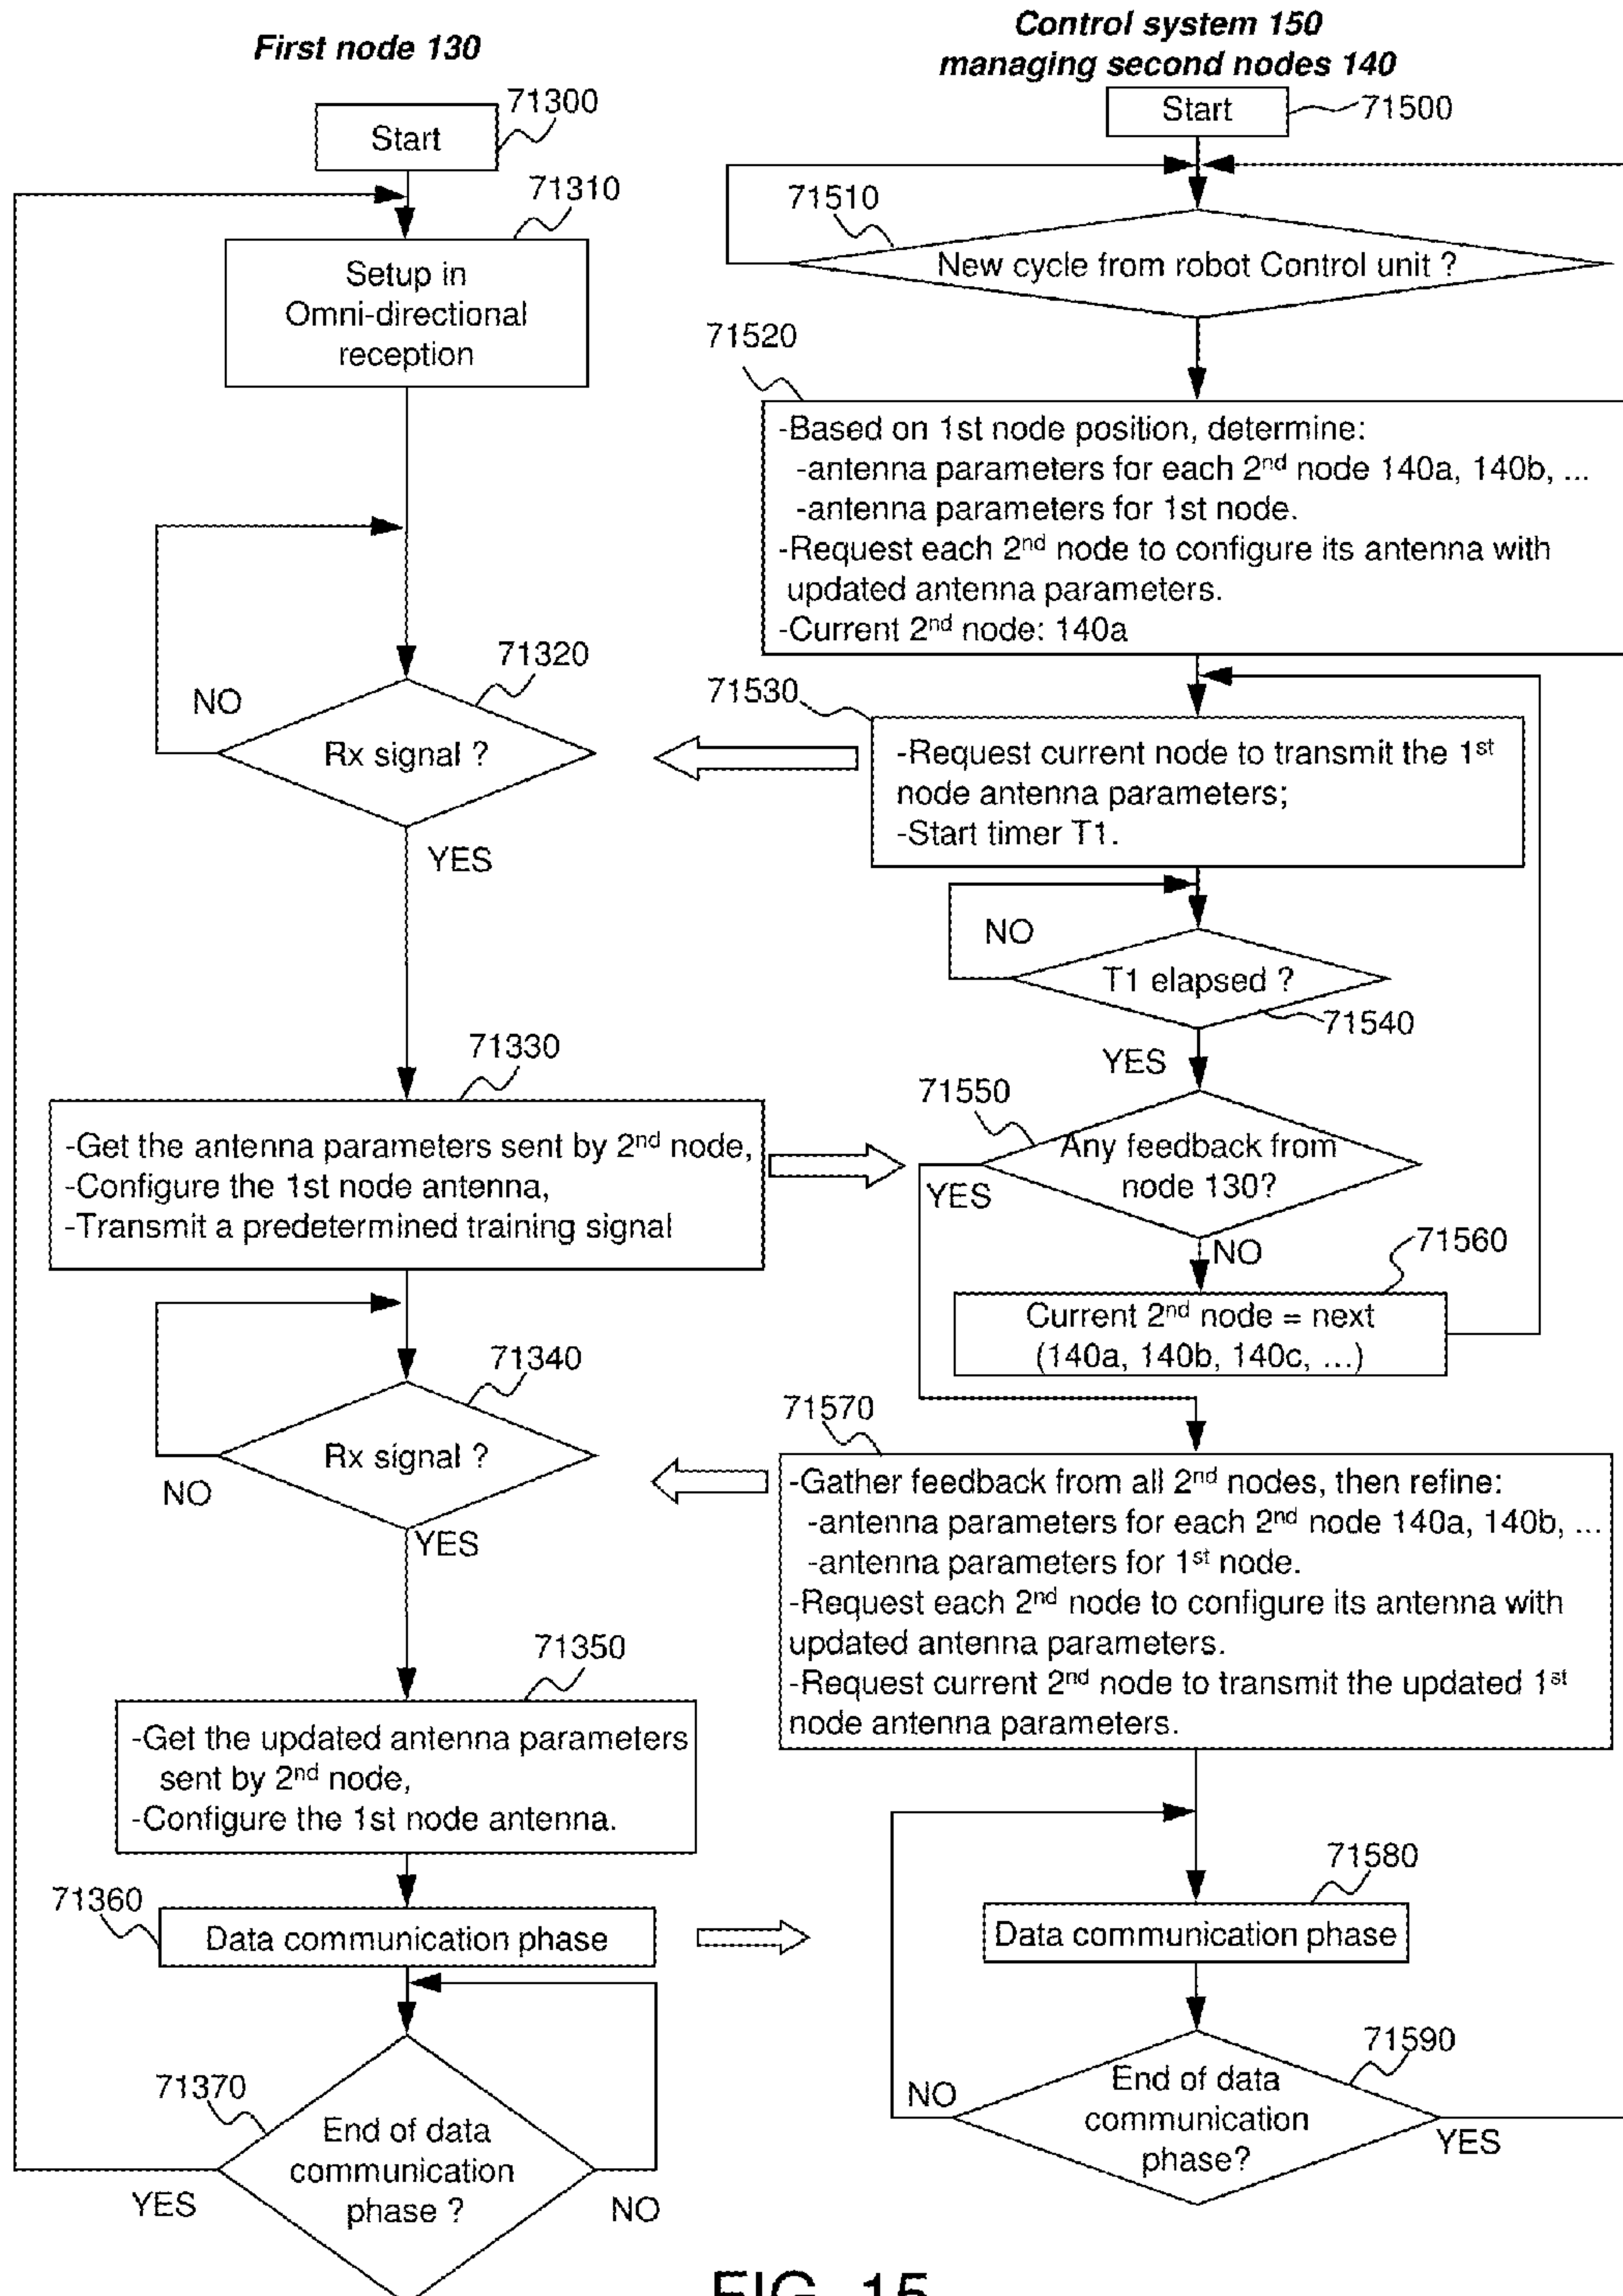 First node 130
71300
Start
71310
Setup in
Omni-directional
reception
71320
NO
Rx signal ?
YES
71330
-Get the antenna parameters sent by 2nd node,
-Configure the 1st node antenna,
-Transmit a predetermined training signal
71340
Rx signal ?
NO
YES
71350
-Get the updated antenna parameters
sent by 2nd node,
-Configure the 1st node antenna.
71360
Data communication phase
71370
End of data
communication
phase ?
YES
NO
Control system 150
managing second nodes 140
Start
71500
71510
New cycle from robot Control unit ?
71520
-Based on 1st node position, determine:
-antenna parameters for each 2nd node 140a, 140b, ...
-antenna parameters for 1st node.
-Request each 2nd node to configure its antenna with
updated antenna parameters.
-Current 2nd node: 140a
71530
-Request current node to transmit the 1st
node antenna parameters;
-Start timer T1.
NO
T1 elapsed ?
71540
YES
71550
Any feedback from
node 130?
YES
NO
71560
Current 2nd node = next
(140a, 140b, 140c, ...)
71570
-Gather feedback from all 2nd nodes, then refine:
-antenna parameters for each 2nd node 140a, 140b, ...
-antenna parameters for 1st node.
-Request each 2nd node to configure its antenna with
updated antenna parameters.
-Request current 2nd node to transmit the updated 1st
node antenna parameters.
71580
Data communication phase
71590
End of data
communication
phase?
NO
YES
FIG. 15